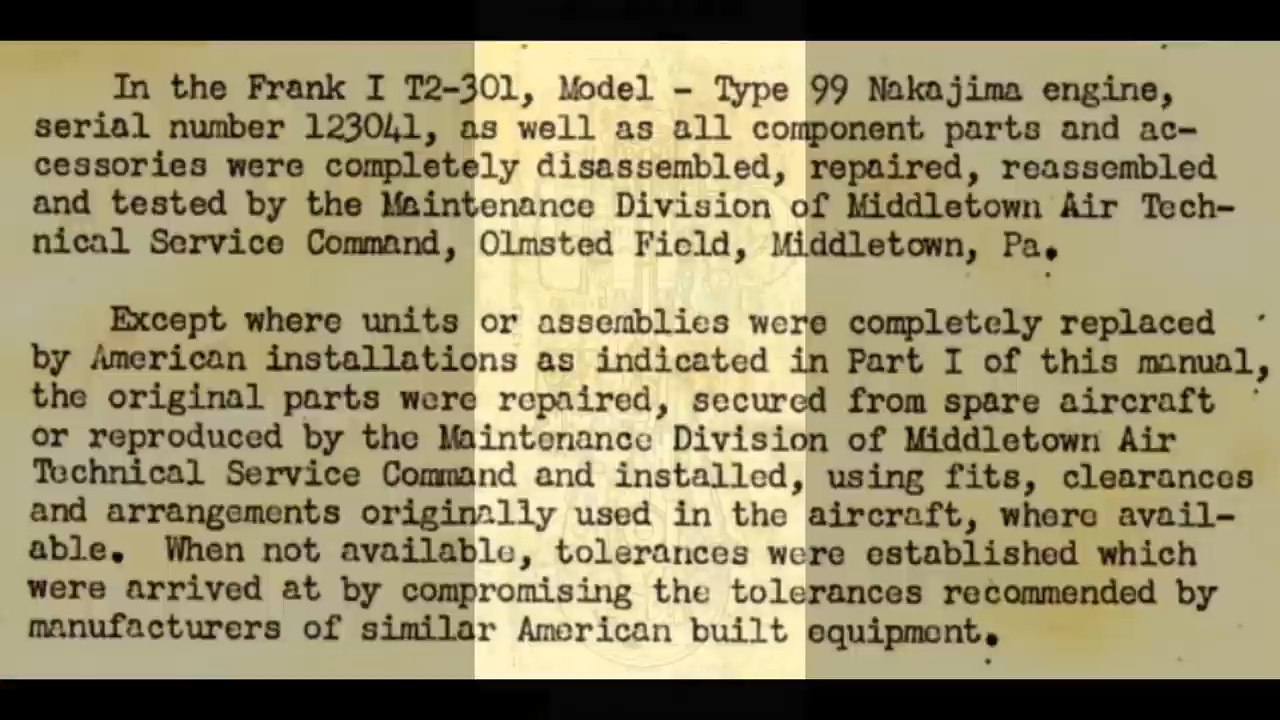 In the Frank I T2-301, Model - Type 99 Nakajima engine,
serial number 123041, as well as all component parts and ac-
cessories were completely disassembled, repaired, reassembled
and tested by the Maintenance Division of Middletown Air Tech-
nical Service Command, Olmsted Field, Middletown, Pa.
Except where units or assemblies were completely replaced
by American installations as indicated in Part I of this manual,
the original parts were repaired, secured from spare aircraft
or reproduced by the Maintenance Division of Middletown Air
Technical Service Command and installed, using fits, clearances
and arrangements originally used in the aircraft, where avail-
able. When not available, tolerances were established which
were arrived at by compromising the tolerances recommended by
manufacturers of similar American built equipment.